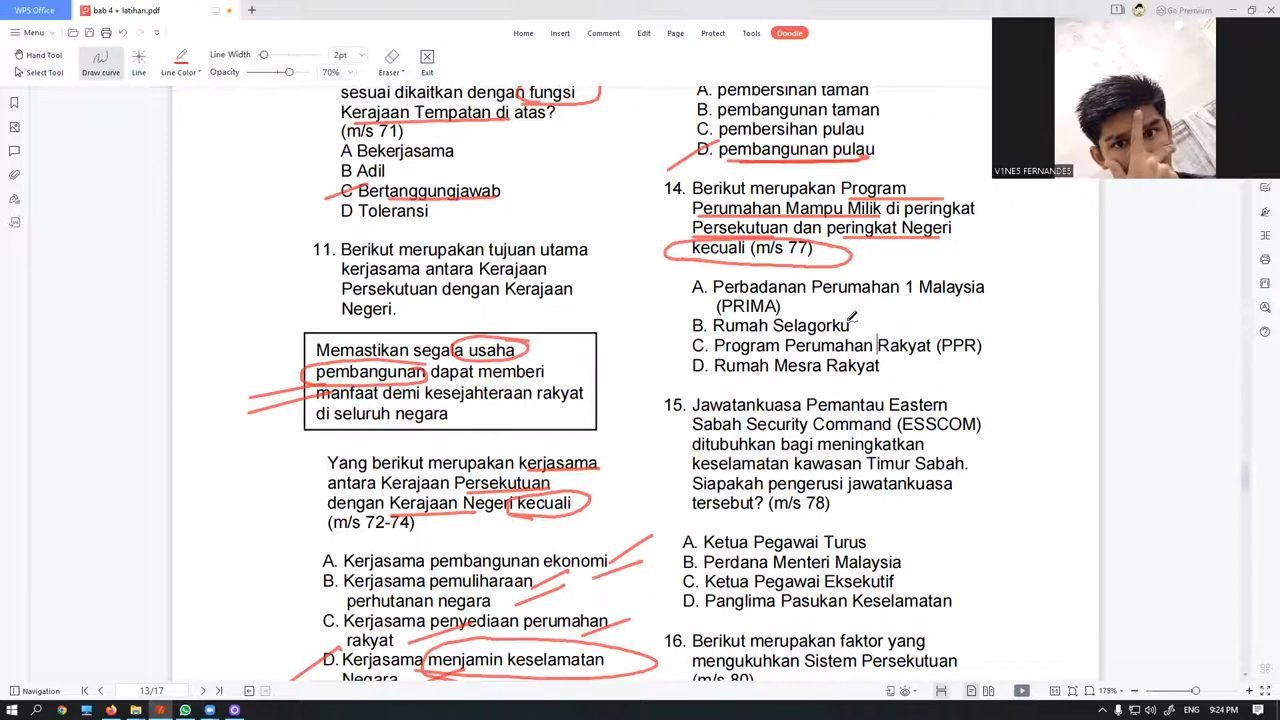 WPS Office
bab 4 + latihan.pdf
Go Premium
Menu
Home
Insert
Comment
Edit
Page
Protect
Tools
Doodle
Hand Tool
Select Tool
Draw curve
Line
Line Color
Line Width
2pt
Opacity
70%
Eraser
Exit
sesuai dikaitkan dengan fungsi
Kerajaan Tempatan di atas?
(m/s 71)
A Bekerjasama
B Adil
C Bertanggungjawab
D Toleransi
11. Berikut merupakan tujuan utama
kerjasama antara Kerajaan
Persekutuan dengan Kerajaan
Negeri.
Memastikan segala usaha
pembangunan dapat memberi
manfaat demi kesejahteraan rakyat
di seluruh negara
Yang berikut merupakan kerjasama
antara Kerajaan Persekutuan
dengan Kerajaan Negeri kecuali
(m/s 72-74)
A. Kerjasama pembangunan ekonomi
B. Kerjasama pemuliharaan
perhutanan negara
C. Kerjasama penyediaan perumahan
rakyat
D. Kerjasama menjamin keselamatan
Negara
A. pembersihan taman
B. pembangunan taman
C. pembersihan pulau
D. pembangunan pulau
14. Berikut merupakan Program
Perumahan Mampu Milik di peringkat
Persekutuan dan peringkat Negeri
kecuali (m/s 77)
A. Perbadanan Perumahan 1 Malaysia
(PRIMA)
B. Rumah Selagorku
C. Program Perumahan Rakyat (PPR)
D. Rumah Mesra Rakyat
15. Jawatankuasa Pemantau Eastern
Sabah Security Command (ESSCOM)
ditubuhkan bagi meningkatkan
keselamatan kawasan Timur Sabah.
Siapakah pengerusi jawatankuasa
tersebut? (m/s 78)
A. Ketua Pegawai Turus
B. Perdana Menteri Malaysia
C. Ketua Pegawai Eksekutif
D. Panglima Pasukan Keselamatan
16. Berikut merupakan faktor yang
mengukuhkan Sistem Persekutuan
(m/s 80)
V1NE5 FERNANDES
Navigation
13/17
175%
9:24 PM